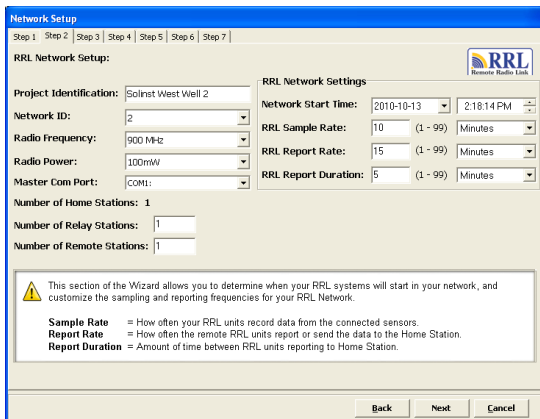 Network Setup
Step 1 Step 2 Step 3 Step 4 Step 5 Step 6 Step 7
RRL Network Setup:
RRL
Remote Radio Link
Project Identification: Solinst West Well 2
Network ID: 2
Radio Frequency: 900 MHz
Radio Power: 100mW
Master Com Port: COM1:
RRL Network Settings
Network Start Time: 2010-10-13 2:18:14 PM
RRL Sample Rate: 10 (1 - 99) Minutes
RRL Report Rate: 15 (1 - 99) Minutes
RRL Report Duration: 5 (1 - 99) Minutes
Number of Home Stations: 1
Number of Relay Stations: 1
Number of Remote Stations: 1
This section of the Wizard allows you to determine when your RRL systems will start in your network, and
customize the sampling and reporting frequencies for your RRL Network.
Sample Rate = How often your RRL units record data from the connected sensors.
Report Rate = How often the remote RRL units report or send the data to the Home Station.
Report Duration = Amount of time between RRL units reporting to Home Station.
Back Next Cancel